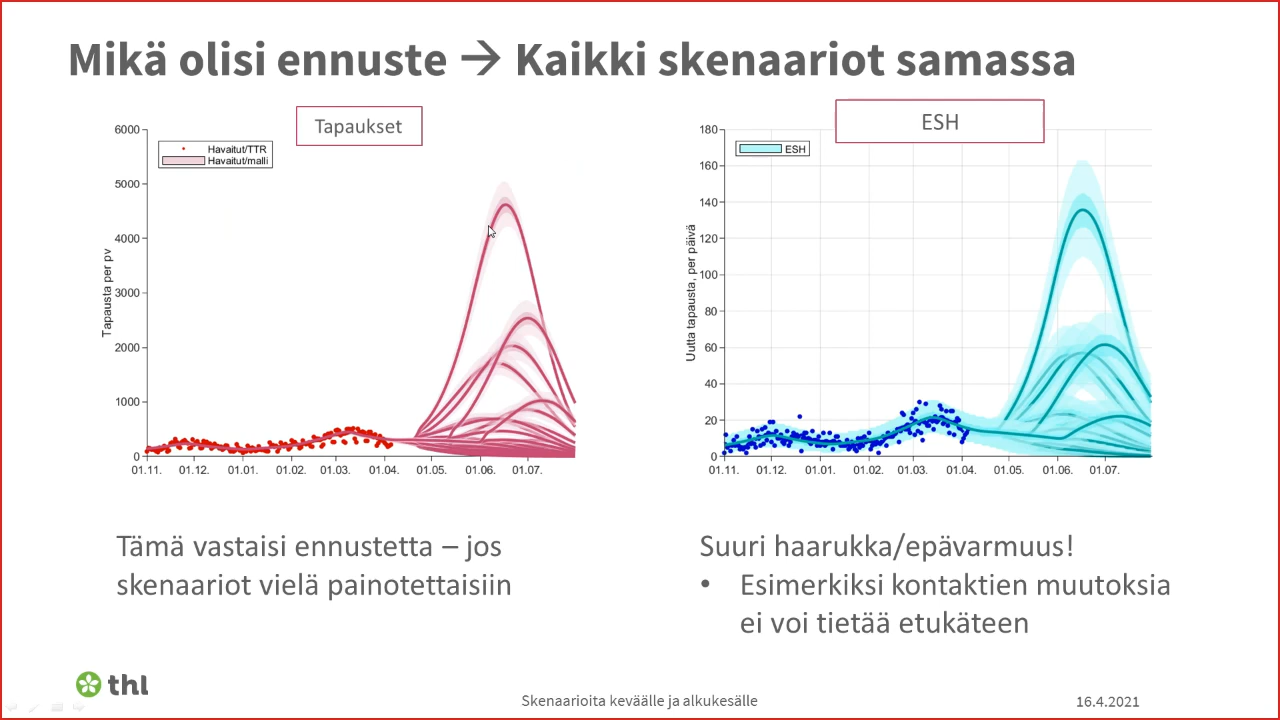 Mikä olisi ennuste → Kaikki skenaariot samassa
Tapaukset
Havaitut/TTR
Havaitut/malli
Tapausta per pv
6000
5000
4000
3000
2000
1000
0
01.11. 01.12. 01.01. 01.02. 01.03. 01.04. 01.05. 01.06. 01.07.
ESH
ESH
Uutta tapausta, per päivä
180
160
140
120
100
80
60
40
20
0
01.11. 01.12. 01.01. 01.02. 01.03. 01.04. 01.05. 01.06. 01.07.
Tämä vastaisi ennustetta – jos
skenaariot vielä painotettaisiin
Suuri haarukka/epävarmuus!
• Esimerkiksi kontaktien muutoksia
ei voi tietää etukäteen
thl
Skenaarioita keväälle ja alkukesälle
16.4.2021